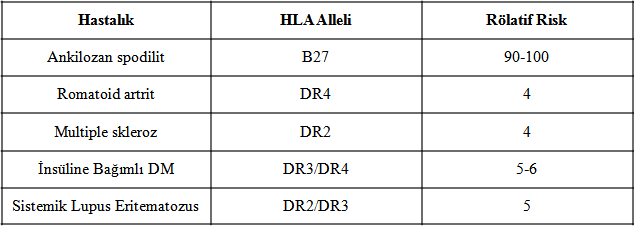 Hastalık HLA Alleli Rölatif Risk
Ankilozan spodilit B27 90-100
Romatoid artrit DR4 4
Multiple skleroz DR2 4
İnsüline Bağımlı DM DR3/DR4 5-6
Sistemik Lupus Eritematozus DR2/DR3 5